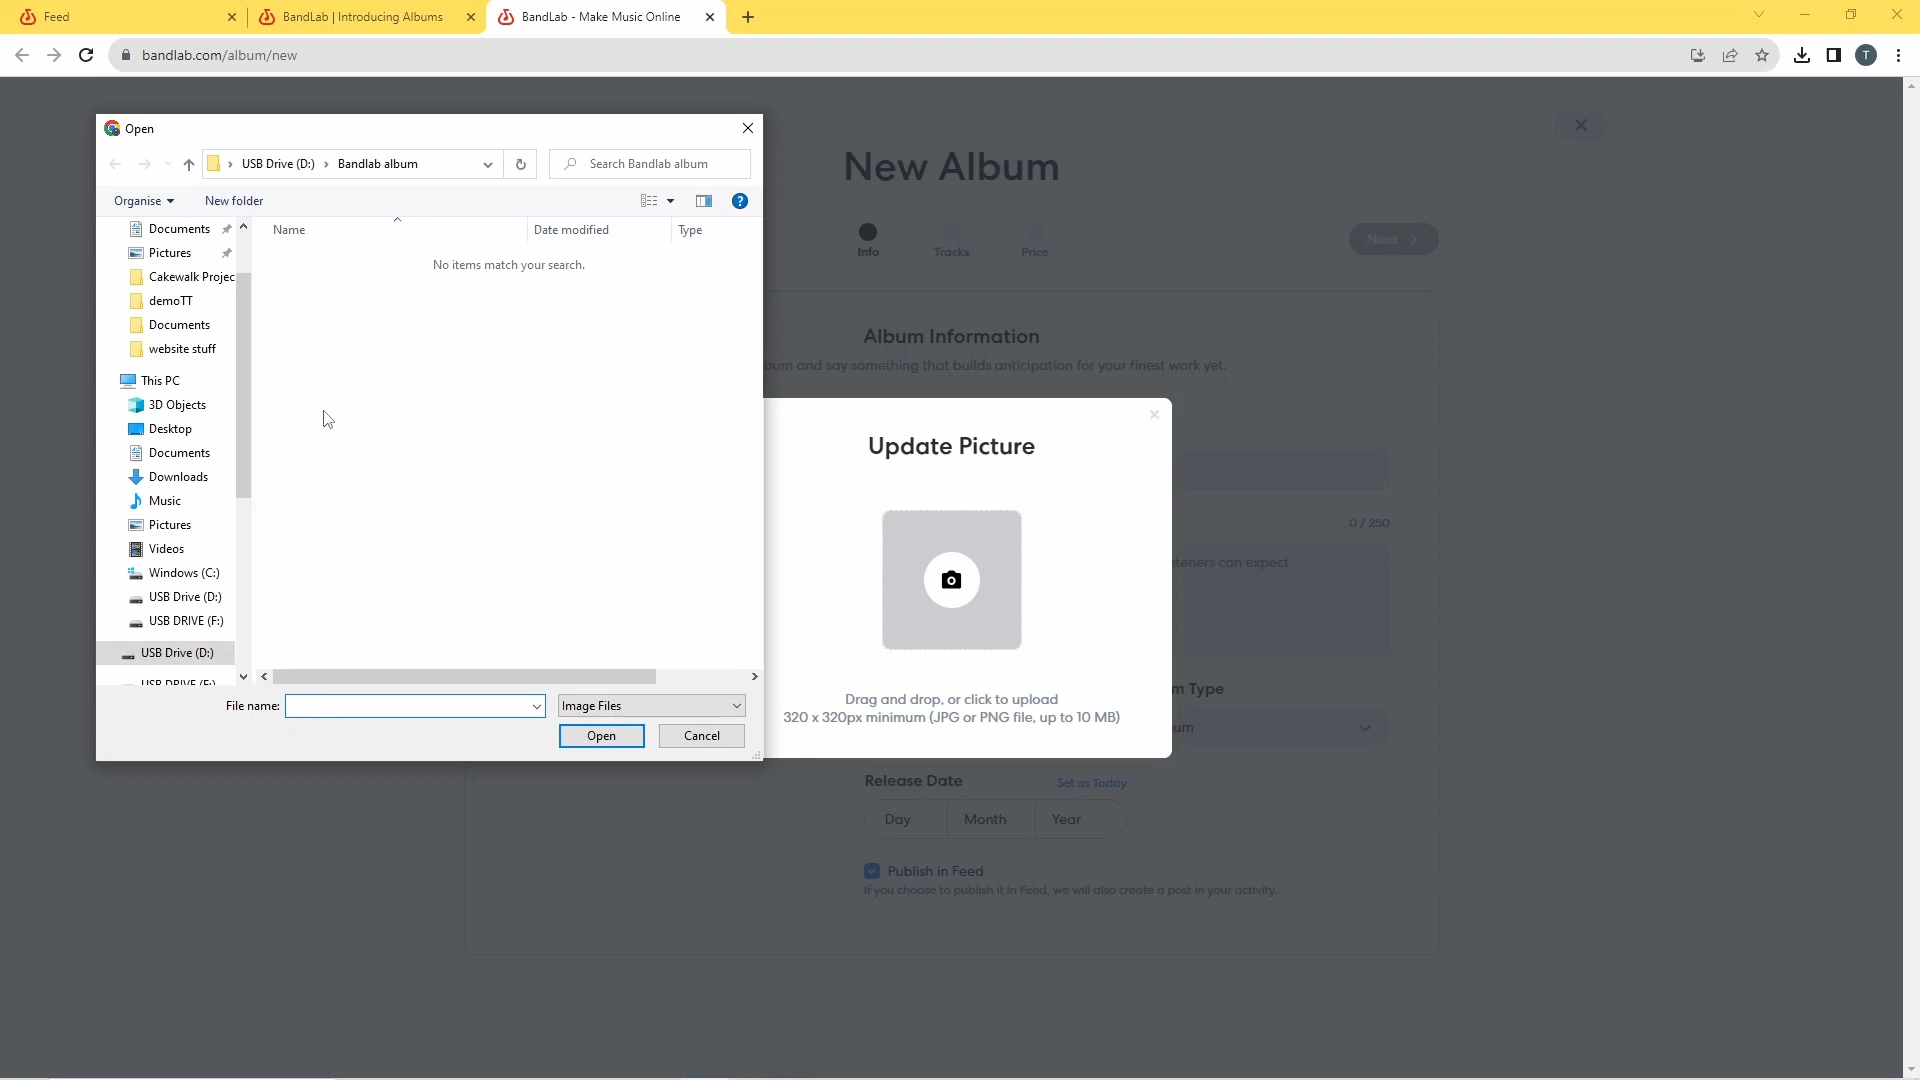 Feed
BandLab | Introducing Albums
BandLab - Make Music Online
bandlab.com/album/new
T
Open
USB Drive (D:) › Bandlab album
Search Bandlab album
Organise
New folder
Name
Date modified
Type
No items match your search.
Documents
Pictures
Cakewalk Projec
demoTT
Documents
website stuff
This PC
3D Objects
Desktop
Documents
Downloads
Music
Pictures
Videos
Windows (C:)
USB Drive (D:)
USB DRIVE (F:)
USB Drive (D:)
USB DRIVE (F:)
File name:
Image Files
Open
Cancel
New Album
Info
Tracks
Price
Next
Album Information
bum and say something that builds anticipation for your finest work yet.
Update Picture
0 / 250
steners can expect
Drag and drop, or click to upload
320 x 320px minimum (JPG or PNG file, up to 10 MB)
m Type
um
Release Date
Set as Today
Day
Month
Year
Publish in Feed
If you choose to publish it in Feed, we will also create a post in your activity.